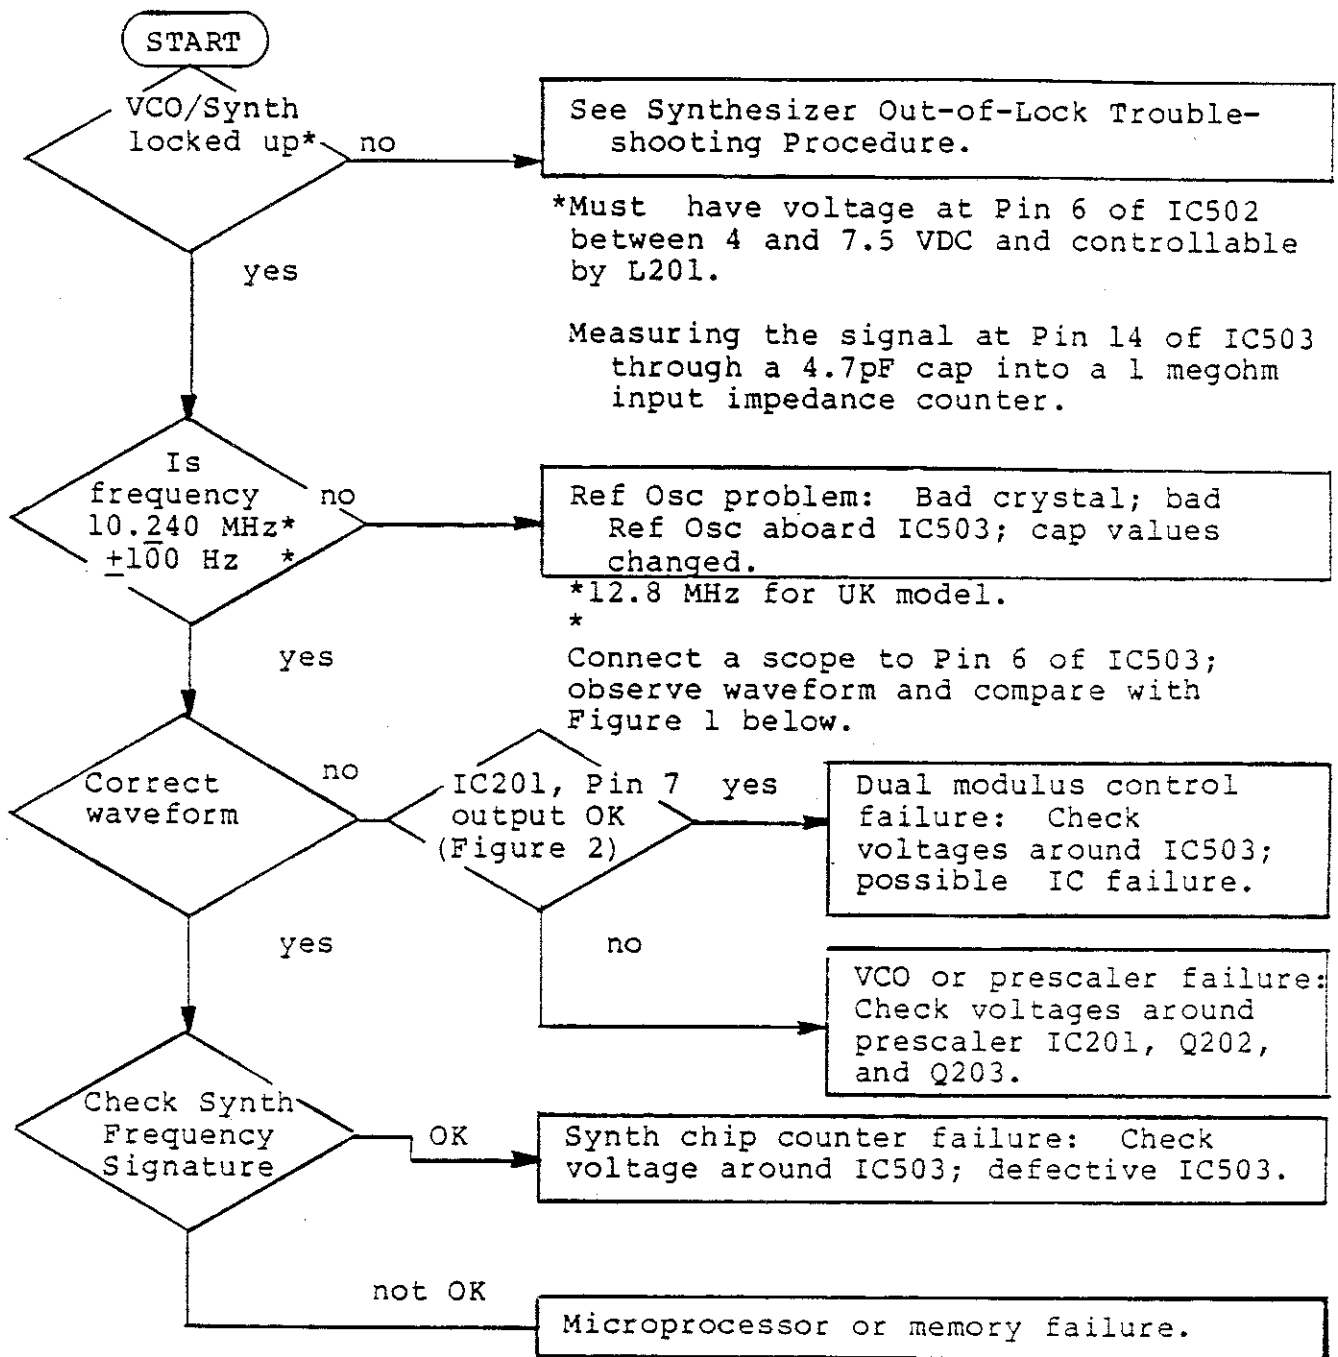 START
VCO/Synth
locked up*
no
See Synthesizer Out-of-Lock Trouble-
shooting Procedure.
*Must have voltage at Pin 6 of IC502
between 4 and 7.5 VDC and controllable
by L201.
yes
Measuring the signal at Pin 14 of IC503
through a 4.7pF cap into a 1 megohm
input impedance counter.
Is
frequency
10.240 MHz*
±100 Hz *
no
Ref Osc problem: Bad crystal; bad
Ref Osc aboard IC503; cap values
changed.
*12.8 MHz for UK model.
*
yes
Connect a scope to Pin 6 of IC503;
observe waveform and compare with
Figure 1 below.
Correct
waveform
no
IC201, Pin 7
output OK
(Figure 2)
yes
Dual modulus control
failure: Check
voltages around IC503;
possible IC failure.
yes
no
VCO or prescaler failure:
Check voltages around
prescaler IC201, Q202,
and Q203.
Check Synth
Frequency
Signature
OK
Synth chip counter failure: Check
voltage around IC503; defective IC503.
not OK
Microprocessor or memory failure.